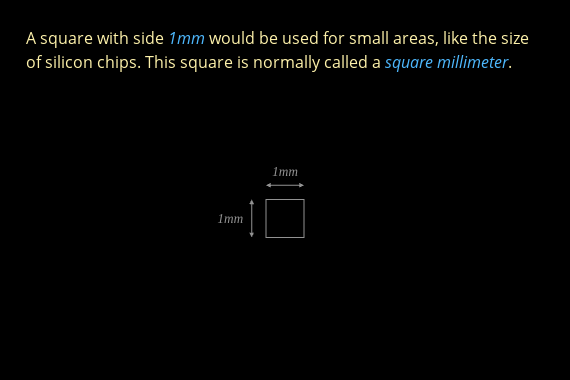 A square with side 1mm would be used for small areas, like the size
of silicon chips. This square is normally called a square millimeter.
1mm
1mm